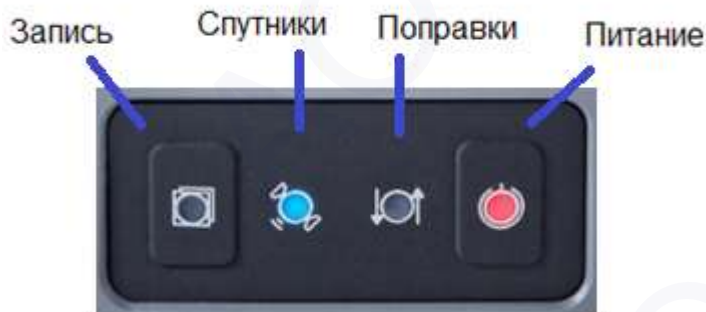 Запись
Спутники
Поправки
Питание